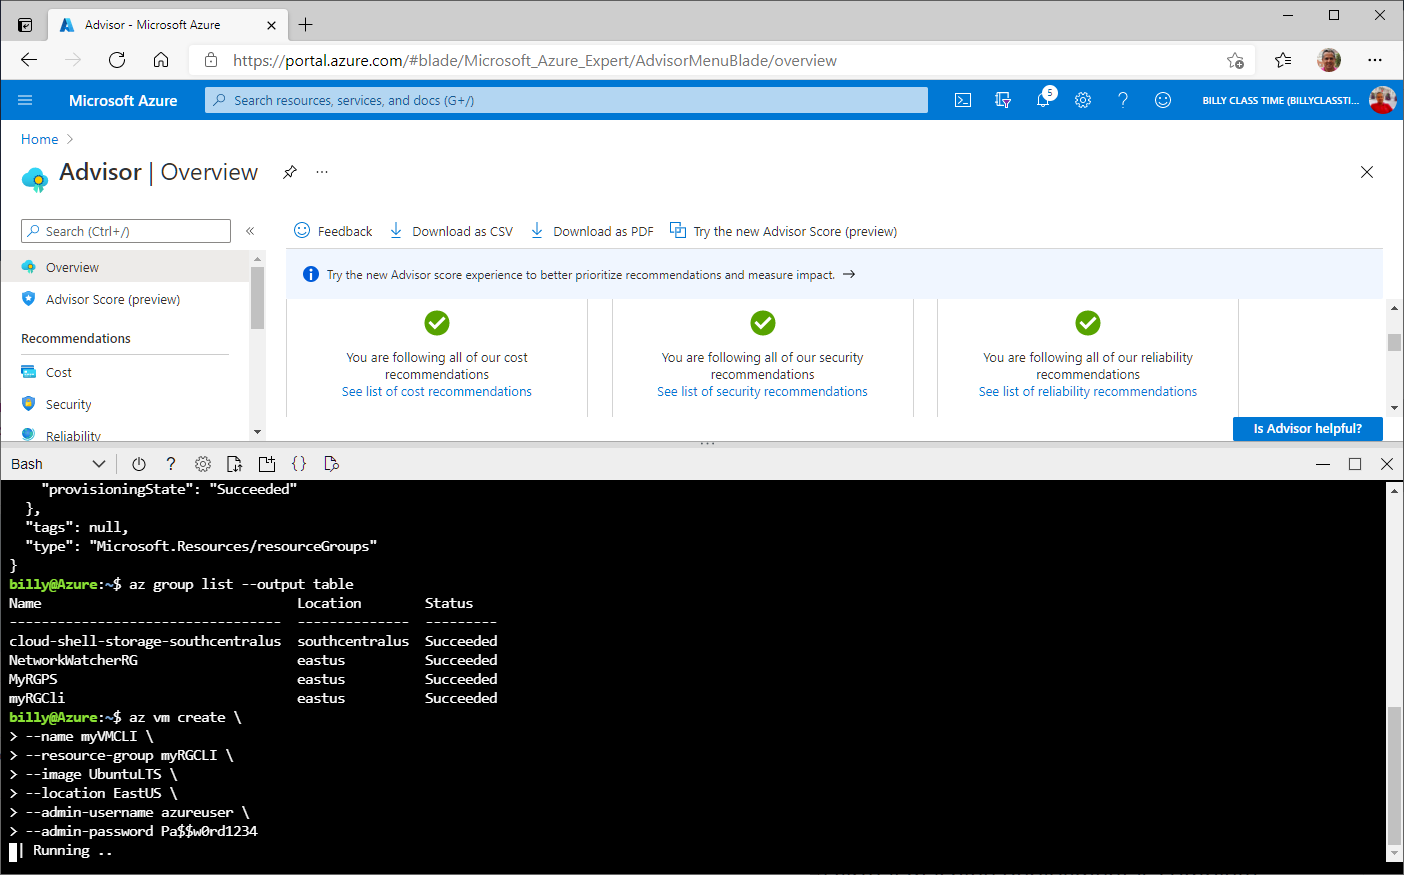 Advisor - Microsoft Azure
https://portal.azure.com/#blade/Microsoft_Azure_Expert/AdvisorMenuBlade/overview
Microsoft Azure
Search resources, services, and docs (G+/)
5
BILLY CLASS TIME (BILLYCLASSTI...
Home
Advisor | Overview
Search (Ctrl+/)
Feedback
Download as CSV
Download as PDF
Try the new Advisor Score (preview)
Overview
Advisor Score (preview)
Recommendations
Cost
Security
Reliability
Try the new Advisor score experience to better prioritize recommendations and measure impact.
You are following all of our cost
recommendations
See list of cost recommendations
You are following all of our security
recommendations
See list of security recommendations
You are following all of our reliability
recommendations
See list of reliability recommendations
Is Advisor helpful?
Bash
"provisioningState": "Succeeded"
},
"tags": null,
"type": "Microsoft.Resources/resourceGroups"
}
billy@Azure:~$ az group list --output table
Name Location Status
---------------------------------- -------------- ---------
cloud-shell-storage-southcentralus southcentralus Succeeded
NetworkWatcherRG eastus Succeeded
MyRGPS eastus Succeeded
myRGCli eastus Succeeded
billy@Azure:~$ az vm create \
> --name myVMCLI \
> --resource-group myRGCLI \
> --image UbuntuLTS \
> --location EastUS \
> --admin-username azureuser \
> --admin-password Pa$$w0rd1234
| Running ..